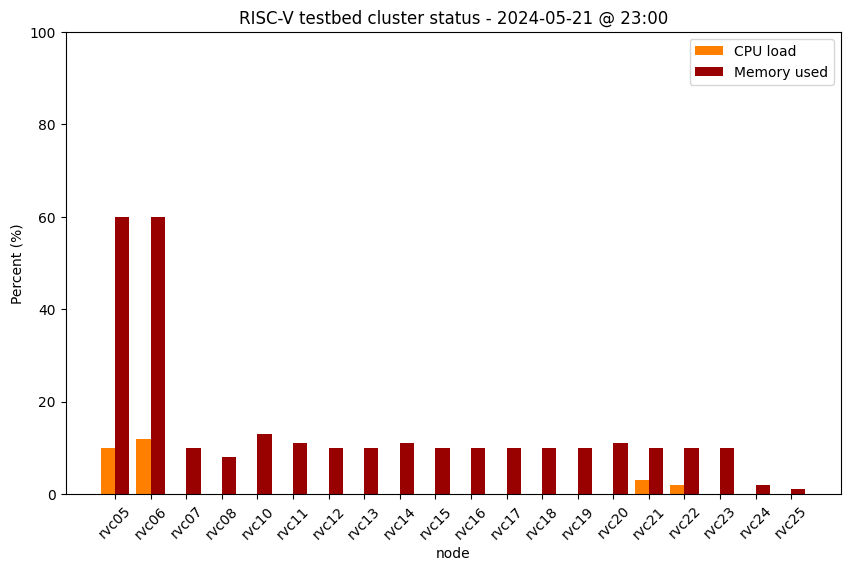 RISC-V testbed cluster status - 2024-05-21 @ 23:00
CPU load
Memory used
Percent (%)
100
80
60
40
20
0
rvc05 rvc06 rvc07 rvc08 rvc10 rvc11 rvc12 rvc13 rvc14 rvc15 rvc16 rvc17 rvc18 rvc19 rvc20 rvc21 rvc22 rvc23 rvc24 rvc25
node